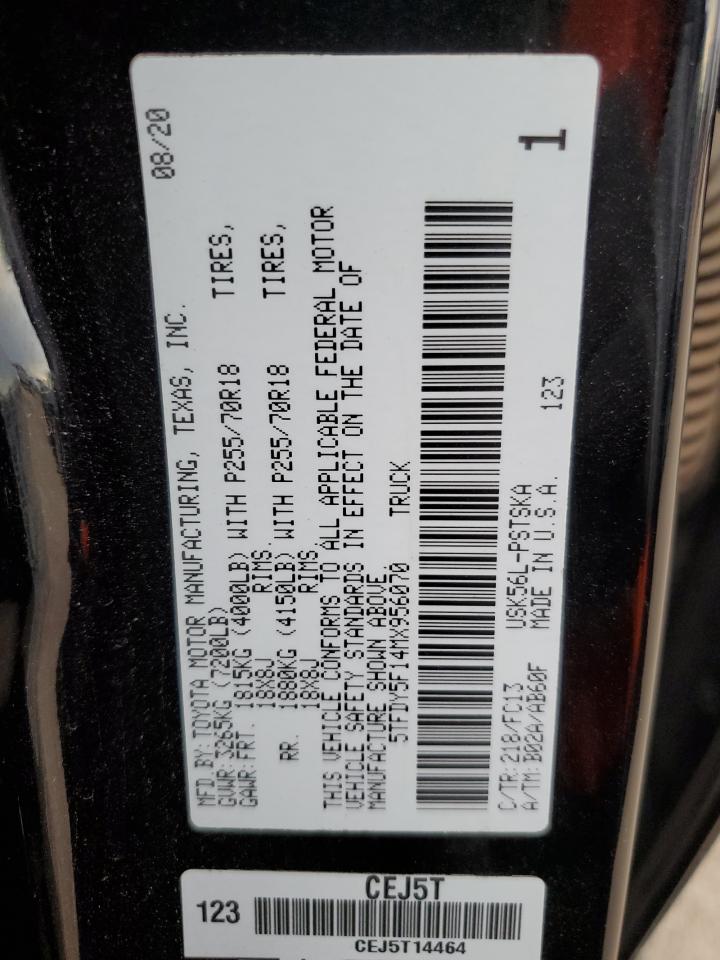 MFD.BY:TOYOTA MOTOR MANUFACTURING, TEXAS, INC. 08/20
GVWR:3265KG(7200LB)
GAWR:FRT. 1815KG(4000LB)WITH P255/70R18 TIRES,
18X8J RIMS
RR. 1880KG(4150LB)WITH P255/70R18 TIRES,
18X8J RIMS
THIS VEHICLE CONFORMS TO ALL APPLICABLE FEDERAL MOTOR
VEHICLE SAFETY STANDARDS IN EFFECT ON THE DATE OF
MANUFACTURE SHOWN ABOVE.
5TFDY5F14MX956070 TRUCK
C/TR:218/FC13 USK56L-PSTSKA
A/TM:B02A/AB60F MADE IN U.S.A. 123
1
CEJ5T
123
CEJ5T14464